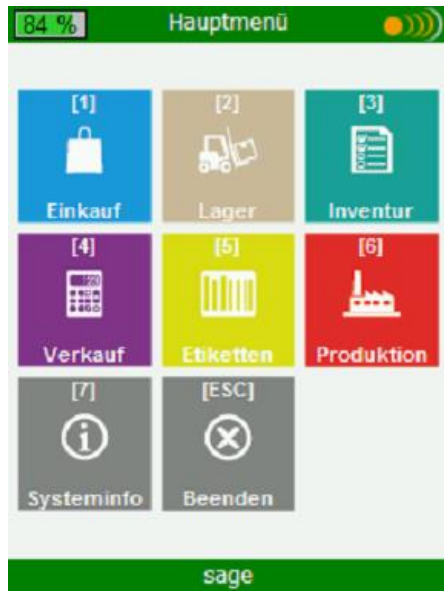 84 %
Hauptmenü
[1] [2] [3]
Einkauf Lager Inventur
[4] [5] [6]
Verkauf Etiketten Produktion
[7] [ESC]
Systeminfo Beenden
sage